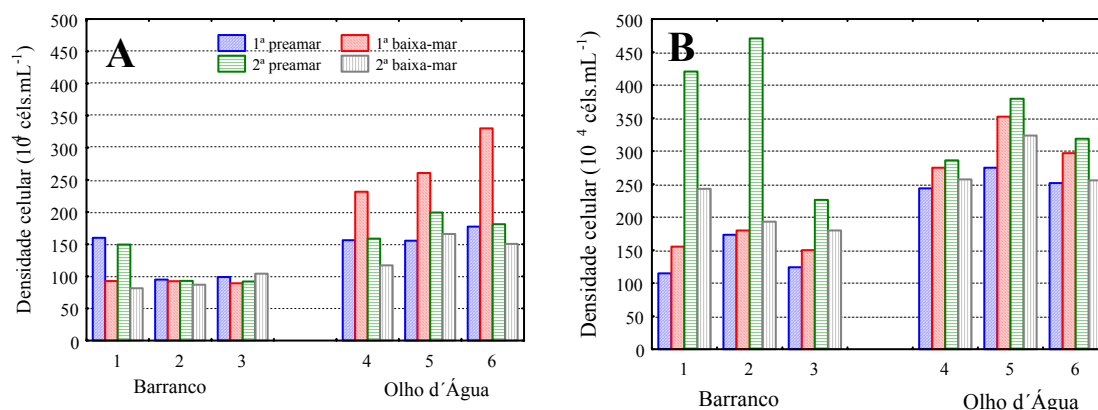 A
Densidade celular (10⁴ céls.mL⁻¹)
500
450
400
350
300
250
200
150
100
50
0
1ª preamar
1ª baixa-mar
2ª preamar
2ª baixa-mar
1 2 3 4 5 6
Barranco Olho d´Água
B
Densidade celular (10⁻⁴ céls.mL⁻¹)
500
450
400
350
300
250
200
150
100
50
0
1 2 3 4 5 6
Barranco Olho d´Água